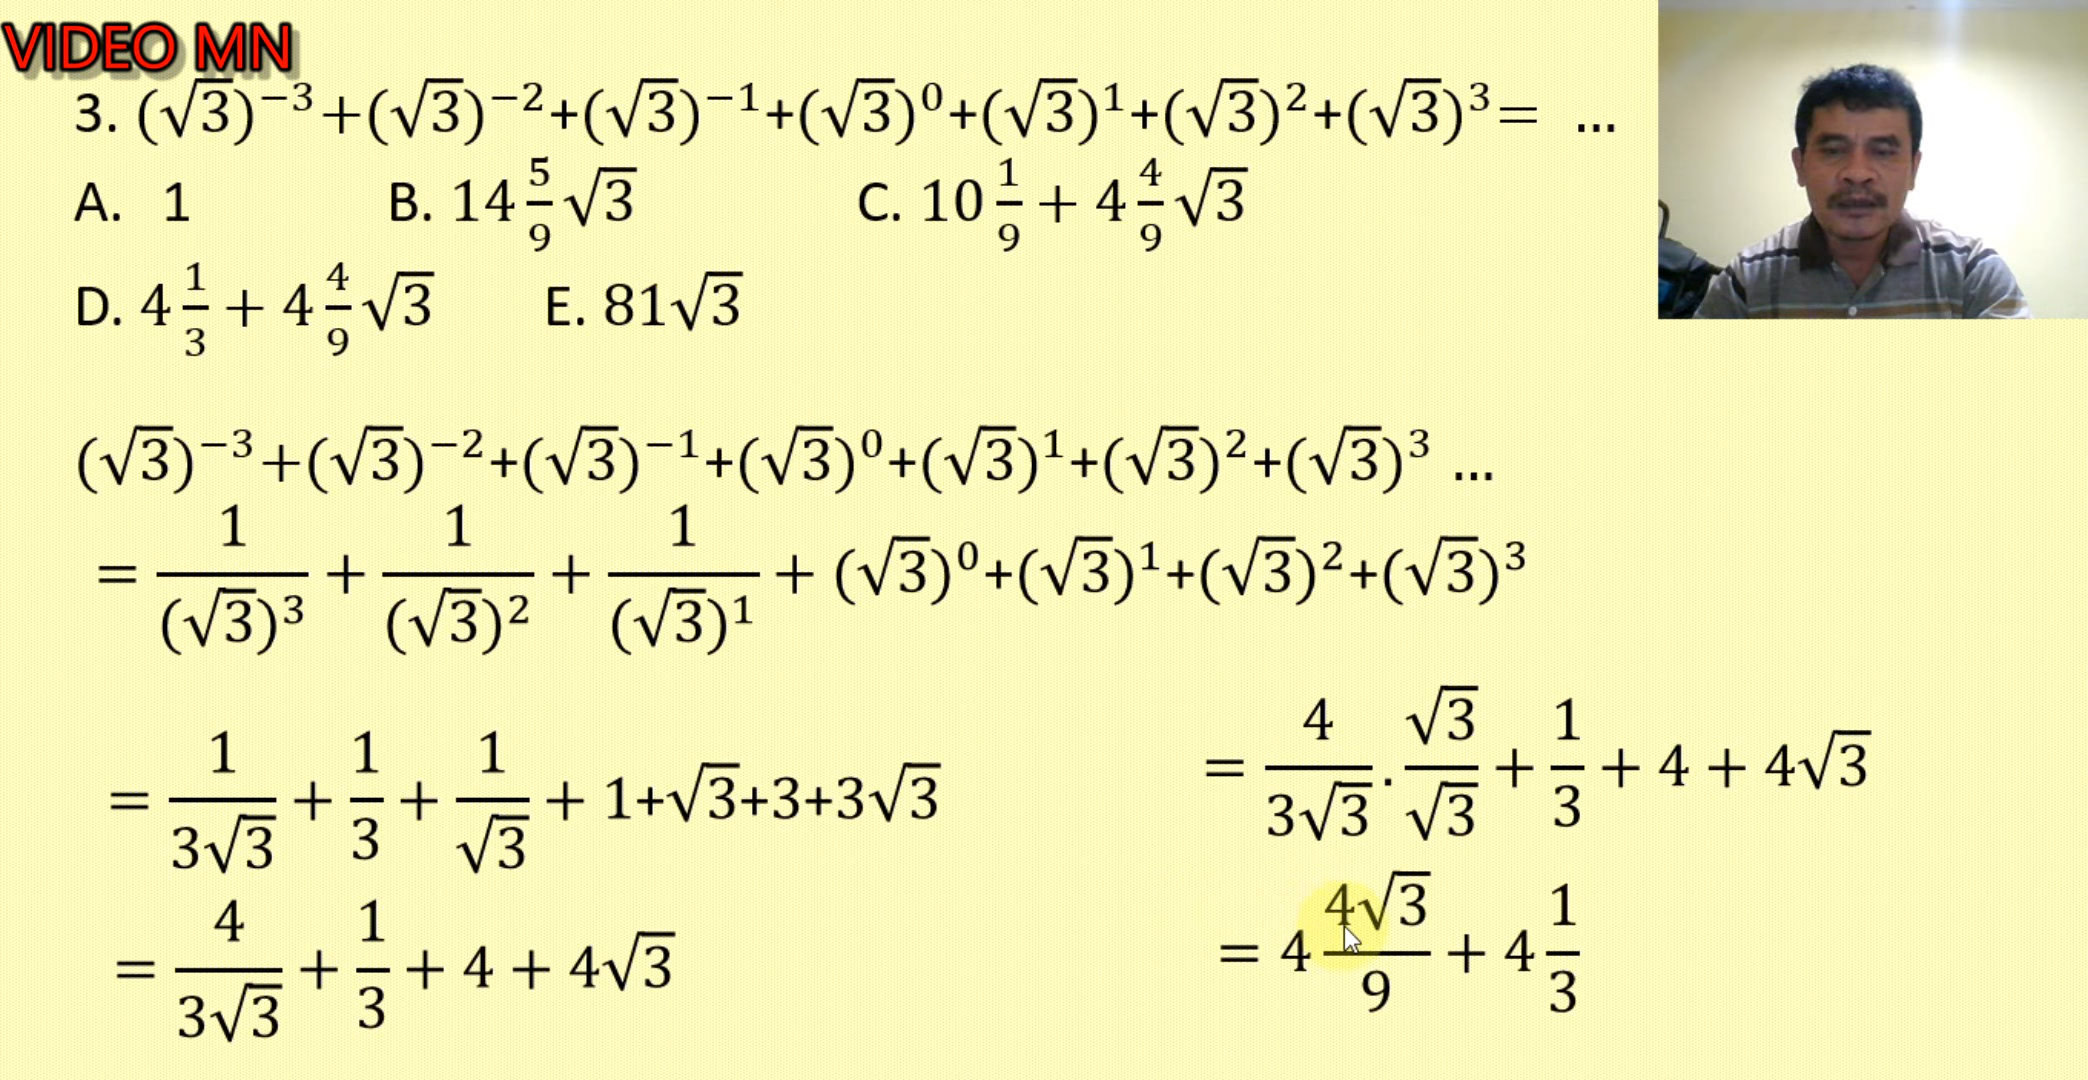 VIDEO MN
3. (√3)⁻³+(√3)⁻²+(√3)⁻¹+(√3)⁰+(√3)¹+(√3)²+(√3)³= ...
A. 1 B. 14 5/9 √3 C. 10 1/9 + 4 4/9 √3
D. 4 1/3 + 4 4/9 √3 E. 81√3
(√3)⁻³+(√3)⁻²+(√3)⁻¹+(√3)⁰+(√3)¹+(√3)²+(√3)³ ...
= 1/(√3)³ + 1/(√3)² + 1/(√3)¹ + (√3)⁰+(√3)¹+(√3)²+(√3)³
= 1/(3√3) + 1/3 + 1/√3 + 1+√3+3+3√3
= 4/(3√3) + 1/3 + 4 + 4√3
= 4/(3√3) . √3/√3 + 1/3 + 4 + 4√3
= 4 4√3/9 + 4 1/3